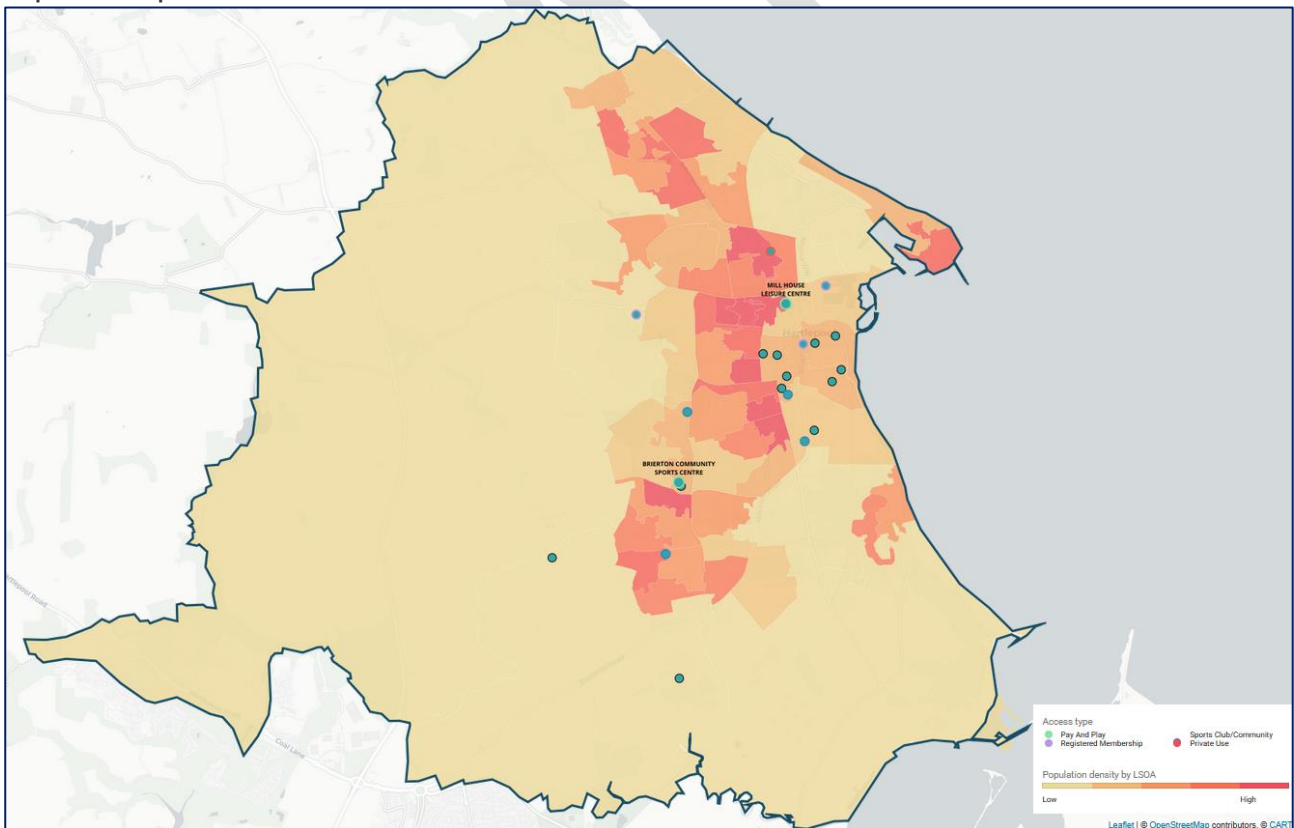 MILL HOUSE
LEISURE CENTRE
Hartlepool
BRIERTON COMMUNITY
SPORTS CENTRE
Coal Lane
Access type
Pay And Play
Registered Membership
Sports Club/Community
Private Use
Population density by LSOA
Low
High
Leaflet | © OpenStreetMap contributors, © CART